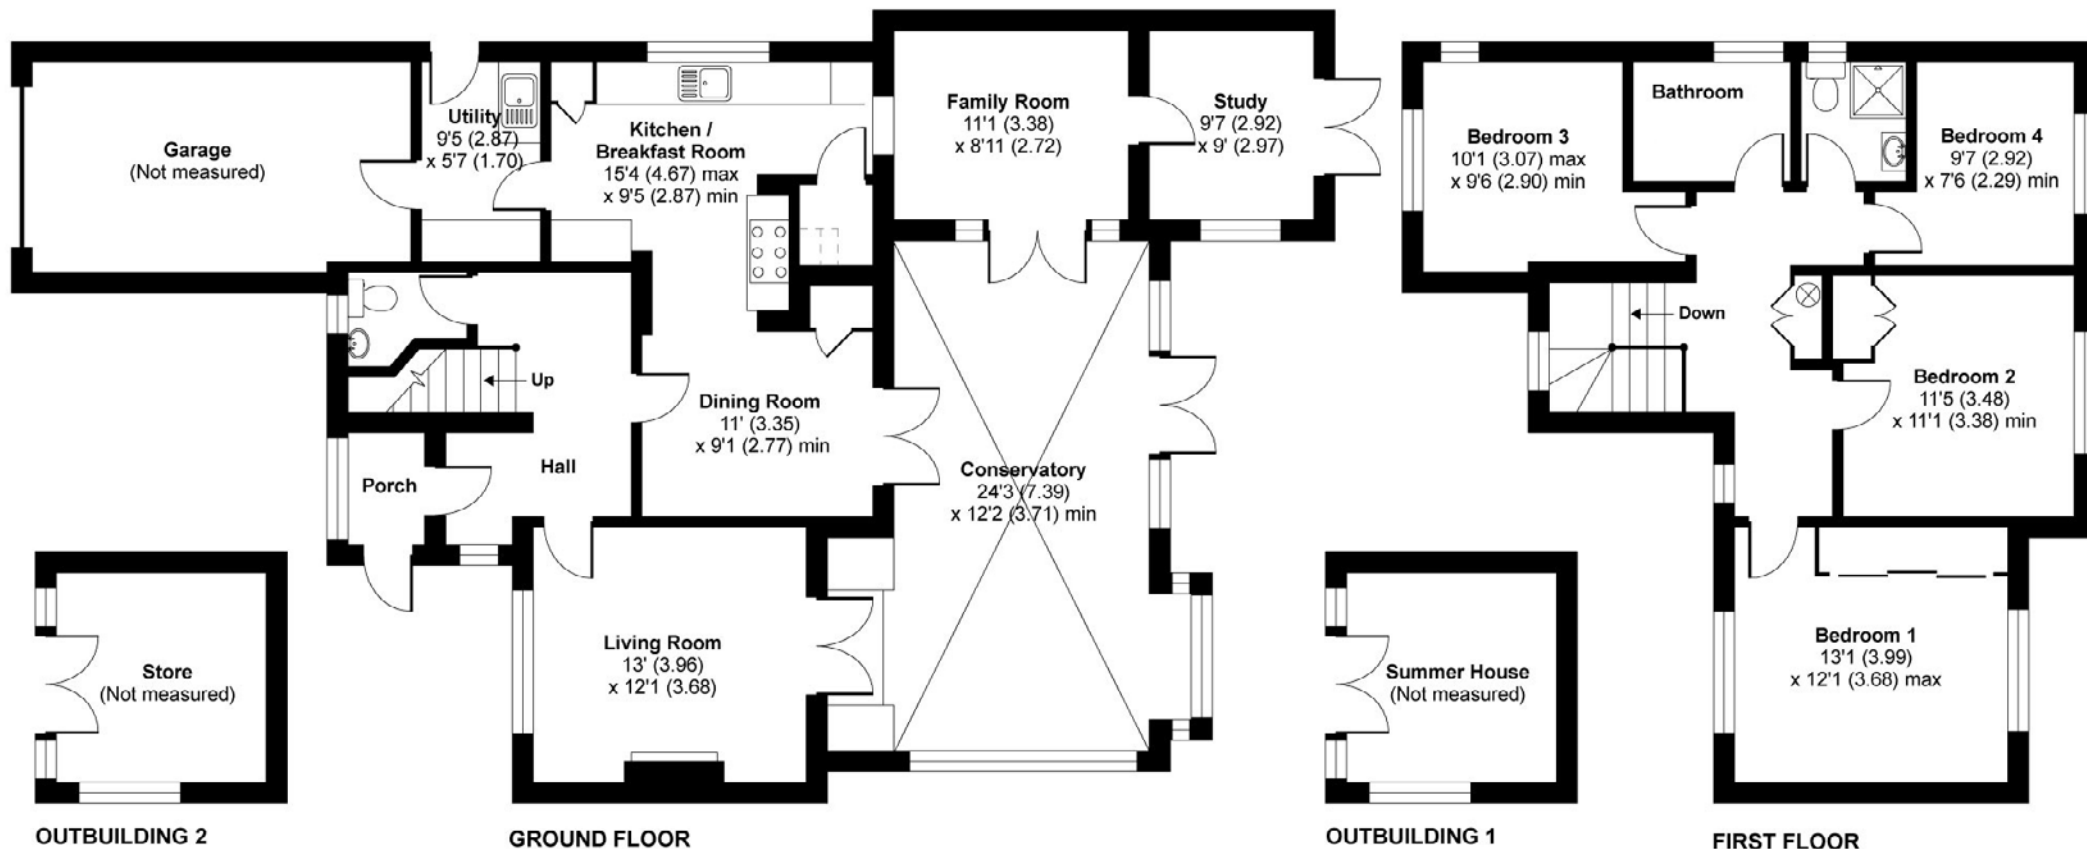 Garage
(Not measured)
Utility
9'5 (2.87)
x 5'7 (1.70)
Kitchen /
Breakfast Room
15'4 (4.67) max
x 9'5 (2.87) min
Family Room
11'1 (3.38)
x 8'11 (2.72)
Study
9'7 (2.92)
x 9' (2.97)
Up
Dining Room
11' (3.35)
x 9'1 (2.77) min
Hall
Porch
Conservatory
24'3 (7.39)
x 12'2 (3.71) min
Living Room
13' (3.96)
x 12'1 (3.68)
Store
(Not measured)
OUTBUILDING 2
GROUND FLOOR
Summer House
(Not measured)
OUTBUILDING 1
Bedroom 3
10'1 (3.07) max
x 9'6 (2.90) min
Bathroom
Bedroom 4
9'7 (2.92)
x 7'6 (2.29) min
Down
Bedroom 2
11'5 (3.48)
x 11'1 (3.38) min
Bedroom 1
13'1 (3.99)
x 12'1 (3.68) max
FIRST FLOOR